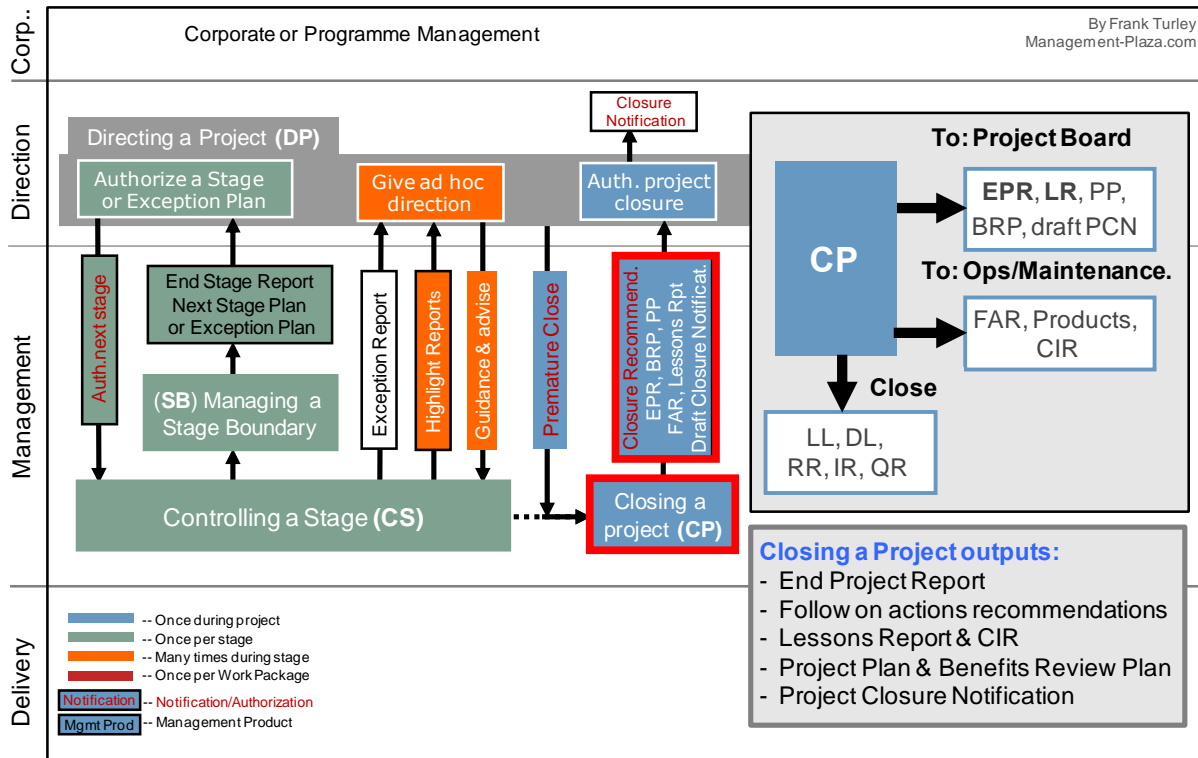 Corp..
Corporate or Programme Management
By Frank Turley
Management-Plaza.com
Direction
Directing a Project (DP)
Authorize a Stage
or Exception Plan
Give ad hoc
direction
Closure
Notification
Auth. project
closure
Management
Auth.next stage
End Stage Report
Next Stage Plan
or Exception Plan
(SB) Managing a
Stage Boundary
Exception Report
Highlight Reports
Guidance & advise
Premature Close
Closure Recommend.
EPR, BRP, PP
FAR, Lessons Rpt
Draft Closure Notificat.
Controlling a Stage (CS)
Closing a
project (CP)
To: Project Board
CP
EPR, LR, PP,
BRP, draft PCN
To: Ops/Maintenance.
FAR, Products,
CIR
Close
LL, DL,
RR, IR, QR
Closing a Project outputs:
- End Project Report
- Follow on actions recommendations
- Lessons Report & CIR
- Project Plan & Benefits Review Plan
- Project Closure Notification
Delivery
-- Once during project
-- Once per stage
-- Many times during stage
-- Once per Work Package
Notification -- Notification/Authorization
Mgmt Prod -- Management Product